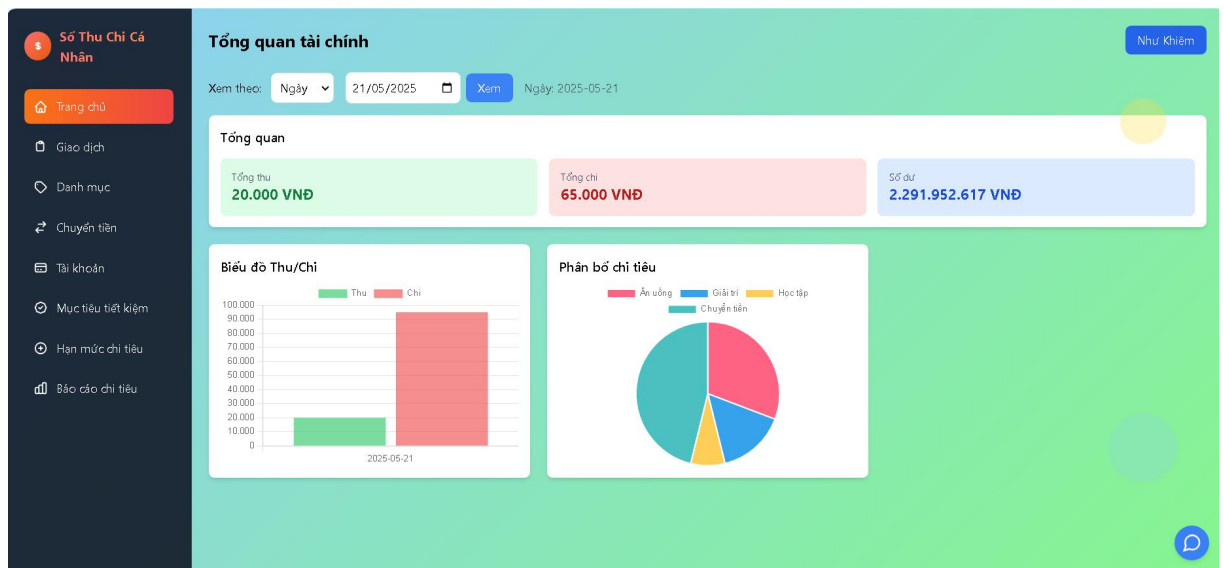 $
Sổ Thu Chi Cá
Nhân
Trang chủ
Giao dịch
Danh mục
Chuyển tiền
Tài khoản
Mục tiêu tiết kiệm
Hạn mức chi tiêu
Báo cáo chi tiêu
Tổng quan tài chính
Như Khiêm
Xem theo: Ngày 21/05/2025 Xem Ngày: 2025-05-21
Tổng quan
Tổng thu
20.000 VNĐ
Tổng chi
65.000 VNĐ
Số dư
2.291.952.617 VNĐ
Biểu đồ Thu/Chi
Thu Chi
100.000
90.000
80.000
70.000
60.000
50.000
40.000
30.000
20.000
10.000
0
2025-05-21
Phân bổ chi tiêu
Ăn uống Giải trí Học tập
Chuyển tiền